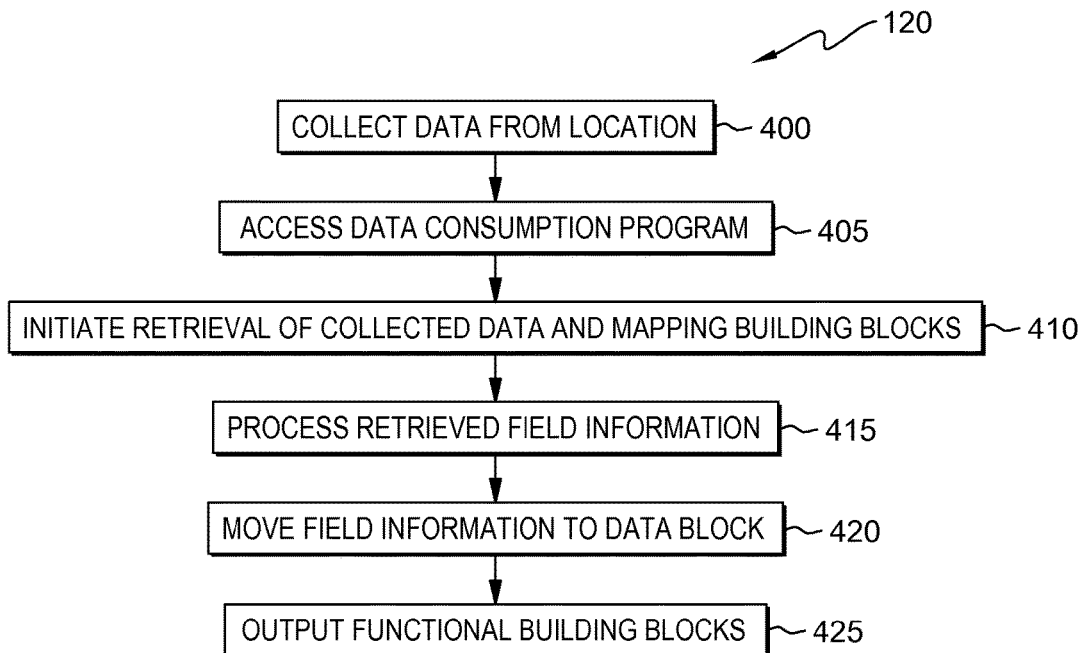 120
COLLECT DATA FROM LOCATION 400
ACCESS DATA CONSUMPTION PROGRAM 405
INITIATE RETRIEVAL OF COLLECTED DATA AND MAPPING BUILDING BLOCKS 410
PROCESS RETRIEVED FIELD INFORMATION 415
MOVE FIELD INFORMATION TO DATA BLOCK 420
OUTPUT FUNCTIONAL BUILDING BLOCKS 425